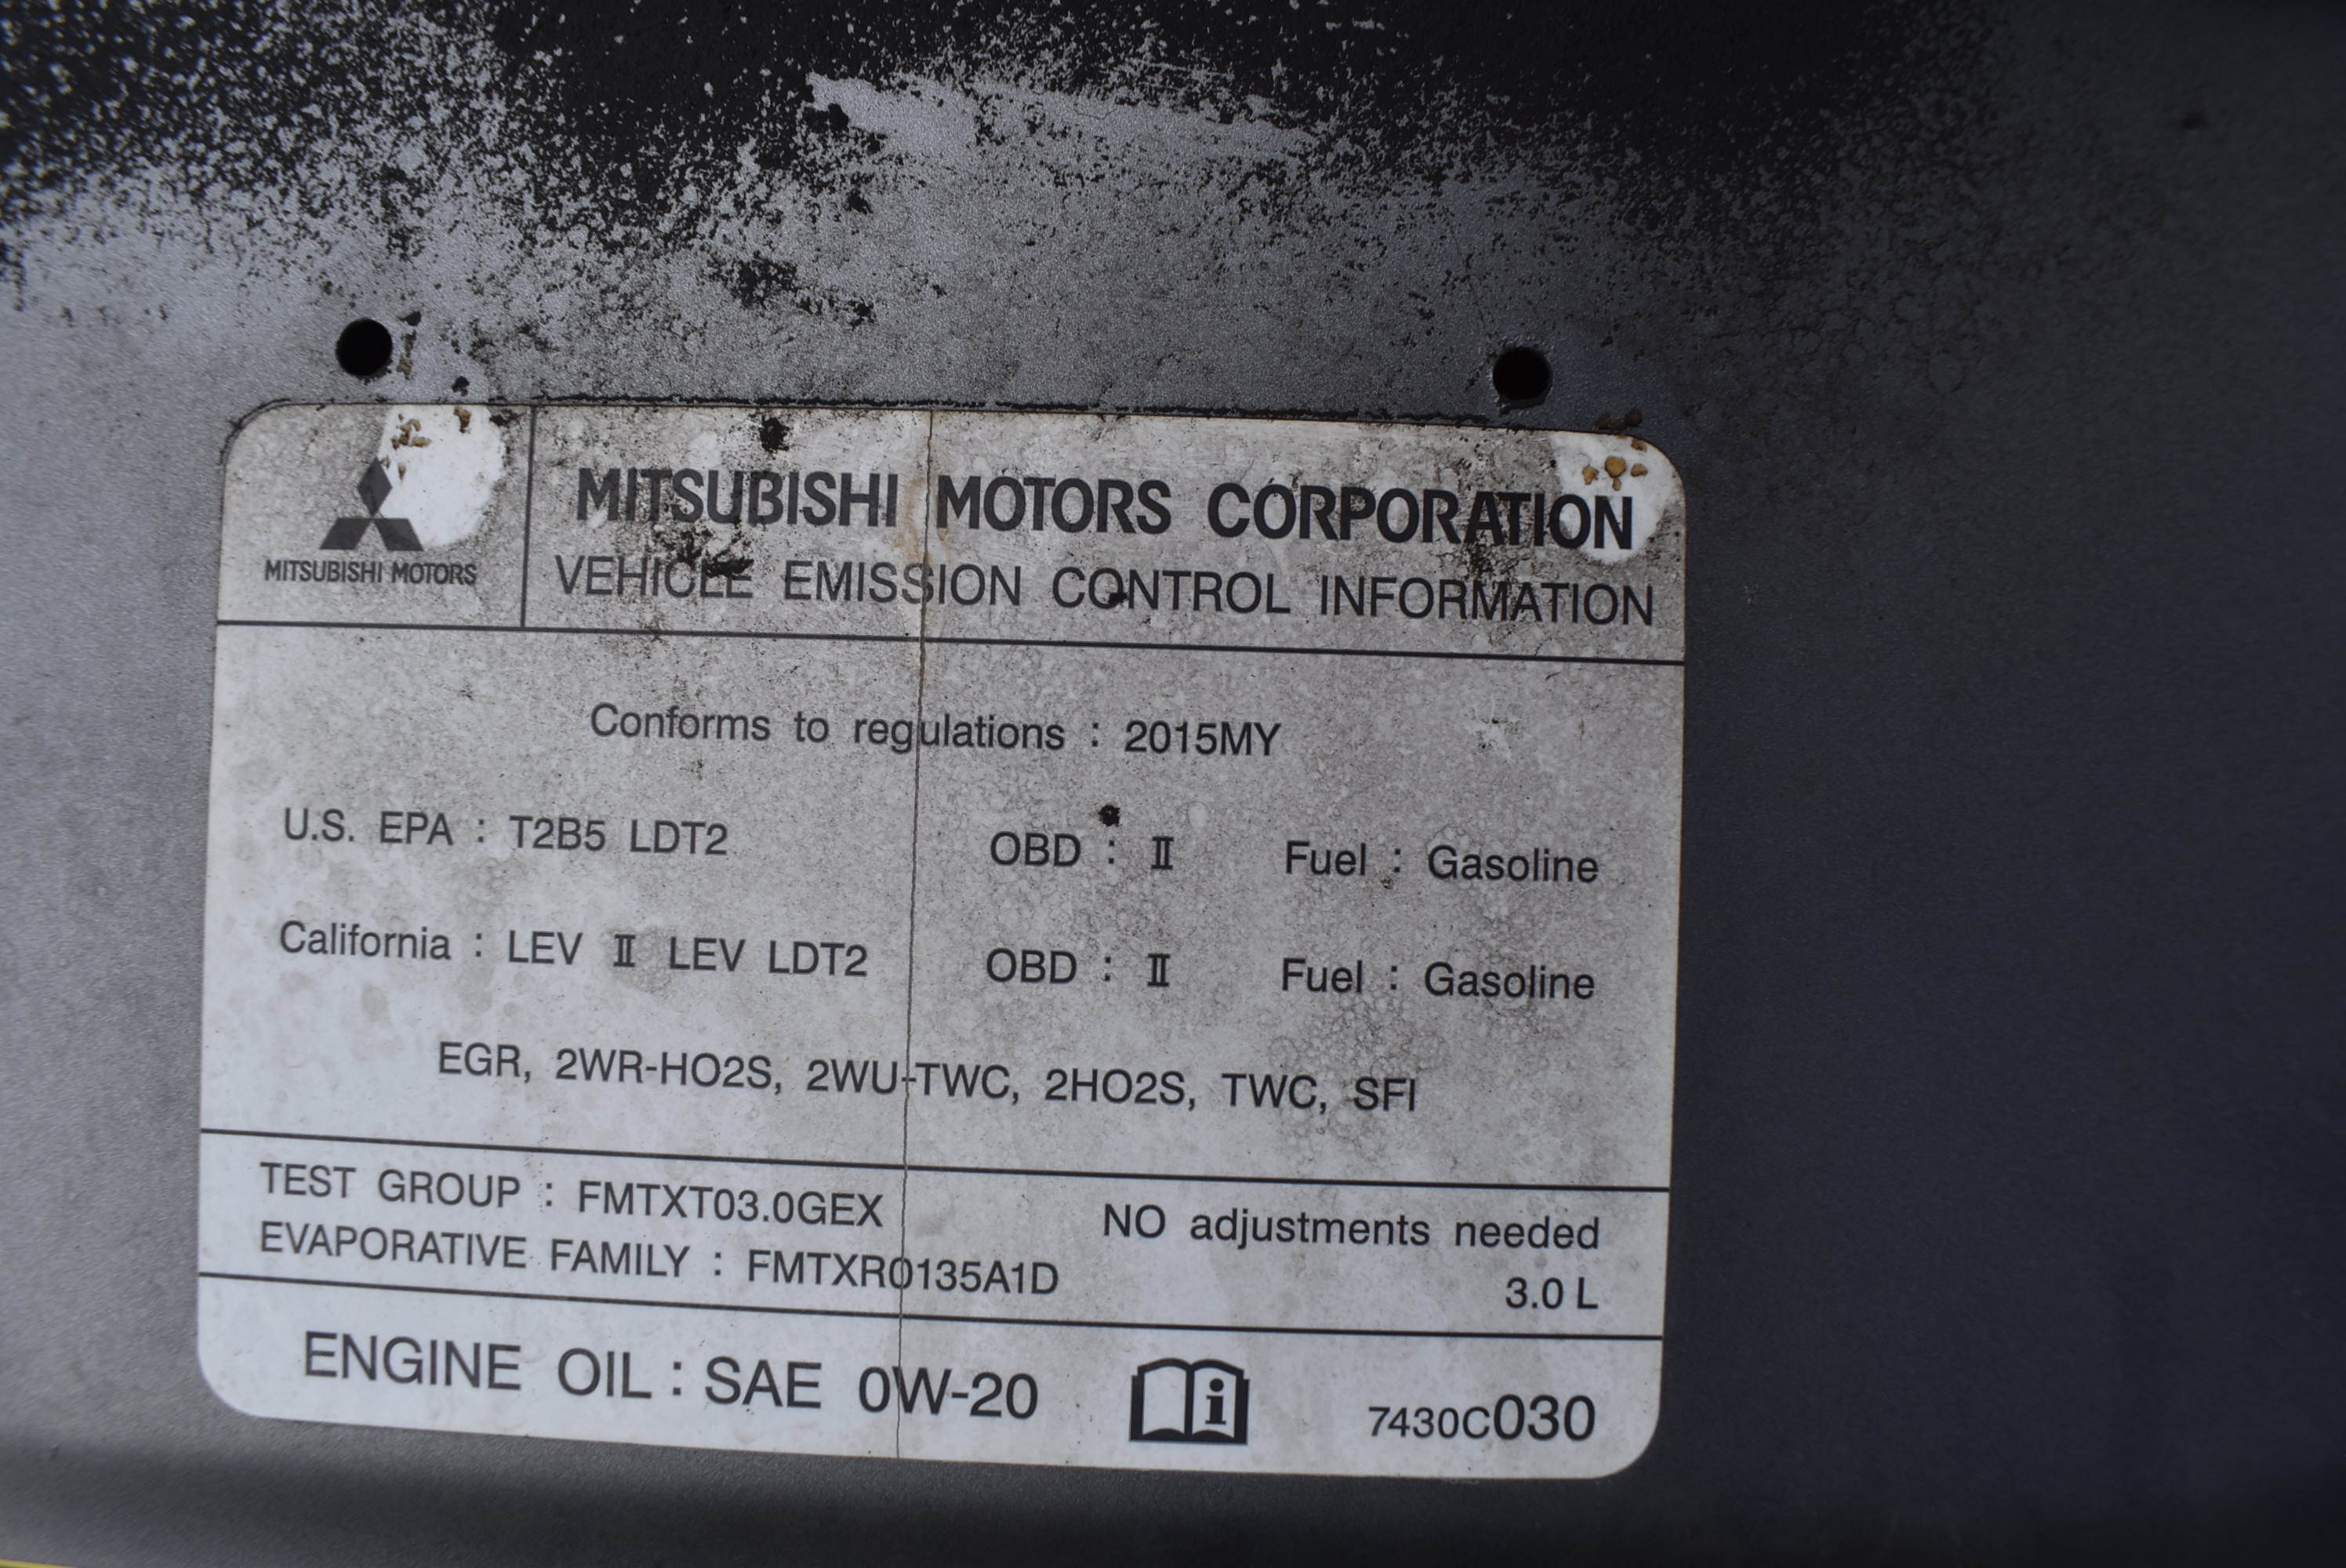 MITSUBISHI MOTORS
MITSUBISHI MOTORS CORPORATION
VEHICLE EMISSION CONTROL INFORMATION
Conforms to regulations : 2015MY
U.S. EPA : T2B5 LDT2 OBD : Ⅱ Fuel : Gasoline
California : LEV Ⅱ LEV LDT2 OBD : Ⅱ Fuel : Gasoline
EGR, 2WR-HO2S, 2WU-TWC, 2HO2S, TWC, SFI
TEST GROUP : FMTXT03.0GEX
EVAPORATIVE FAMILY : FMTXR0135A1D
NO adjustments needed
3.0 L
ENGINE OIL : SAE 0W-20
7430C030